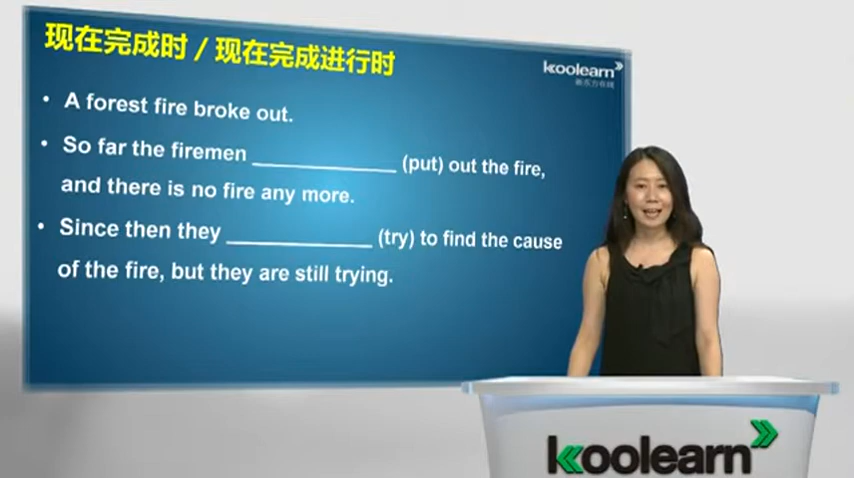 现在完成时 / 现在完成进行时
koolearn
新东方在线
• A forest fire broke out.
• So far the firemen ____________ (put) out the fire,
and there is no fire any more.
• Since then they ____________ (try) to find the cause
of the fire, but they are still trying.
koolearn